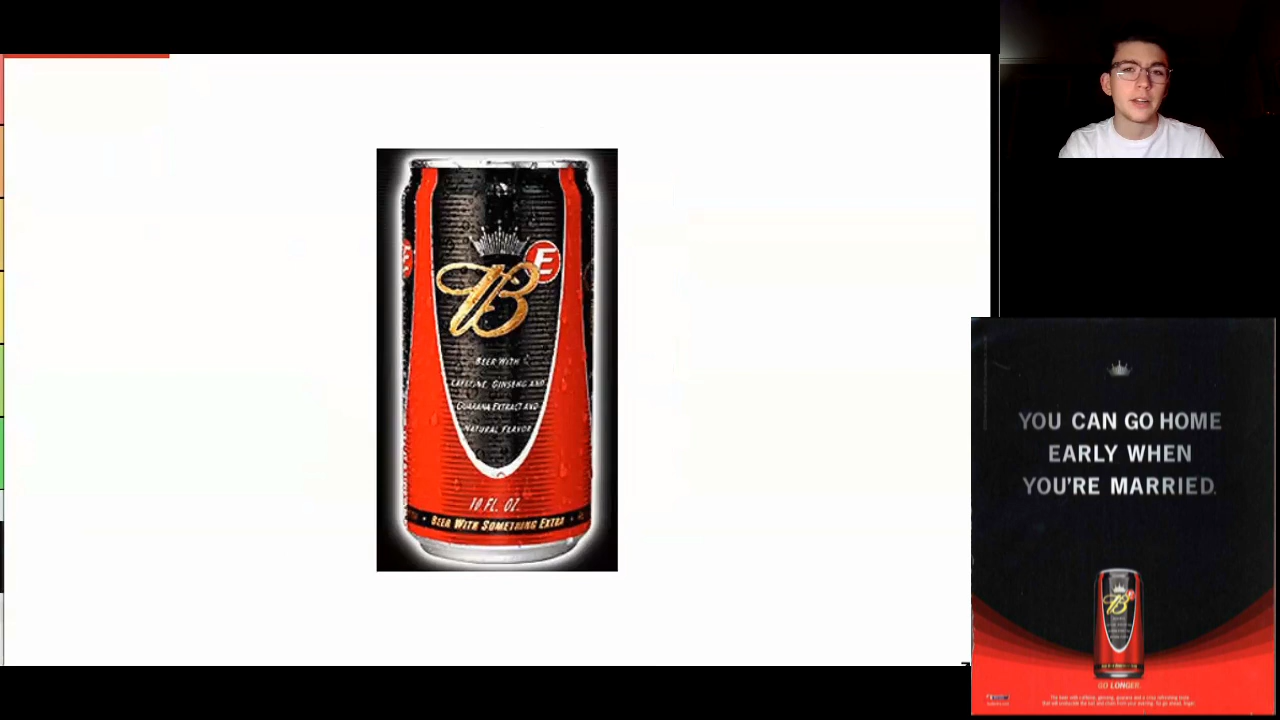 E
B
BEER WITH
CAFFEINE, GINSENG AND
GUARANA EXTRACT AND
NATURAL FLAVOR
10 FL. OZ.
BEER WITH SOMETHING EXTRA
YOU CAN GO HOME
EARLY WHEN
YOU'RE MARRIED.
B
GO LONGER.